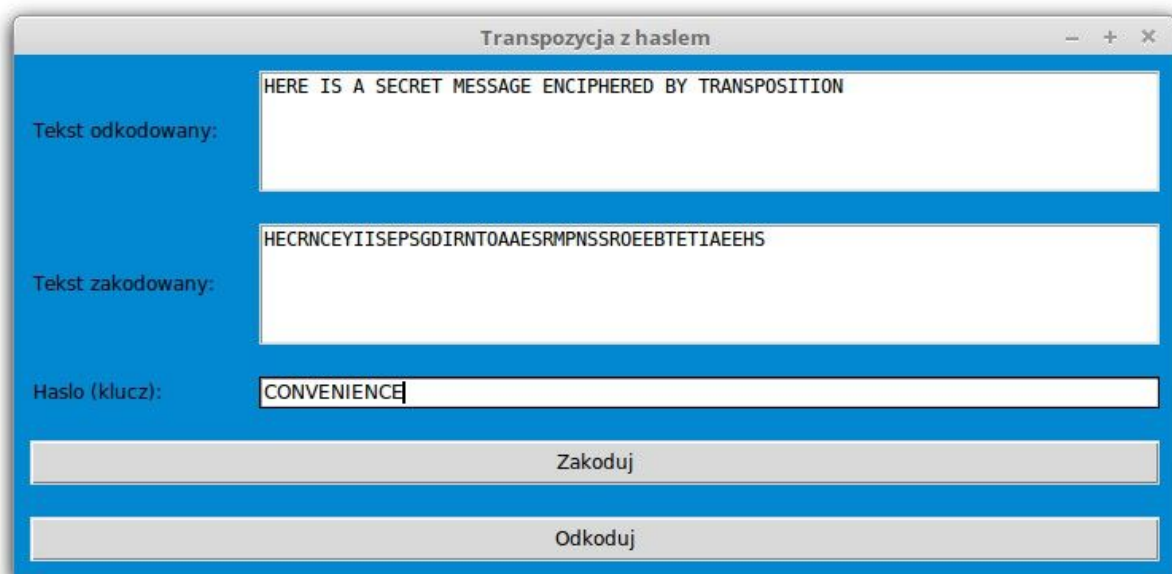 Transpozycja z haslem
Tekst odkodowany:
HERE IS A SECRET MESSAGE ENCIPHERED BY TRANSPOSITION
Tekst zakodowany:
HECRNCEYIISEPSGDIRNTOAAESRMPNSSROEEBTETIAEEHS
Haslo (klucz):
CONVENIENCE
Zakoduj
Odkoduj